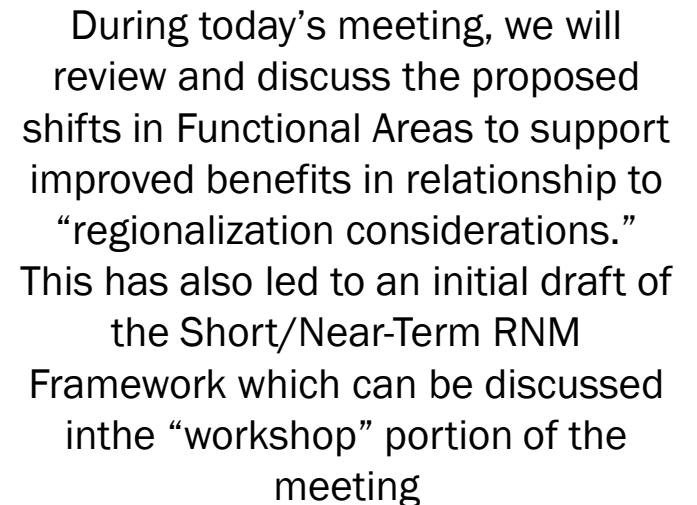 During today’s meeting, we will
review and discuss the proposed
shifts in Functional Areas to support
improved benefits in relationship to
“regionalization considerations.”
This has also led to an initial draft of
the Short/Near-Term RNM
Framework which can be discussed
inthe “workshop” portion of the
meeting